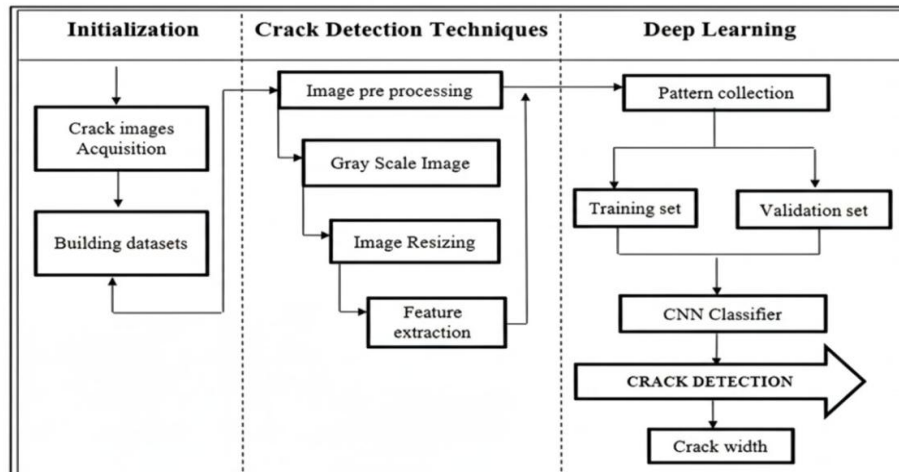 Initialization
Crack Detection Techniques
Deep Learning
Crack images
Acquisition
Building datasets
Image pre processing
Gray Scale Image
Image Resizing
Feature
extraction
Pattern collection
Training set
Validation set
CNN Classifier
CRACK DETECTION
Crack width